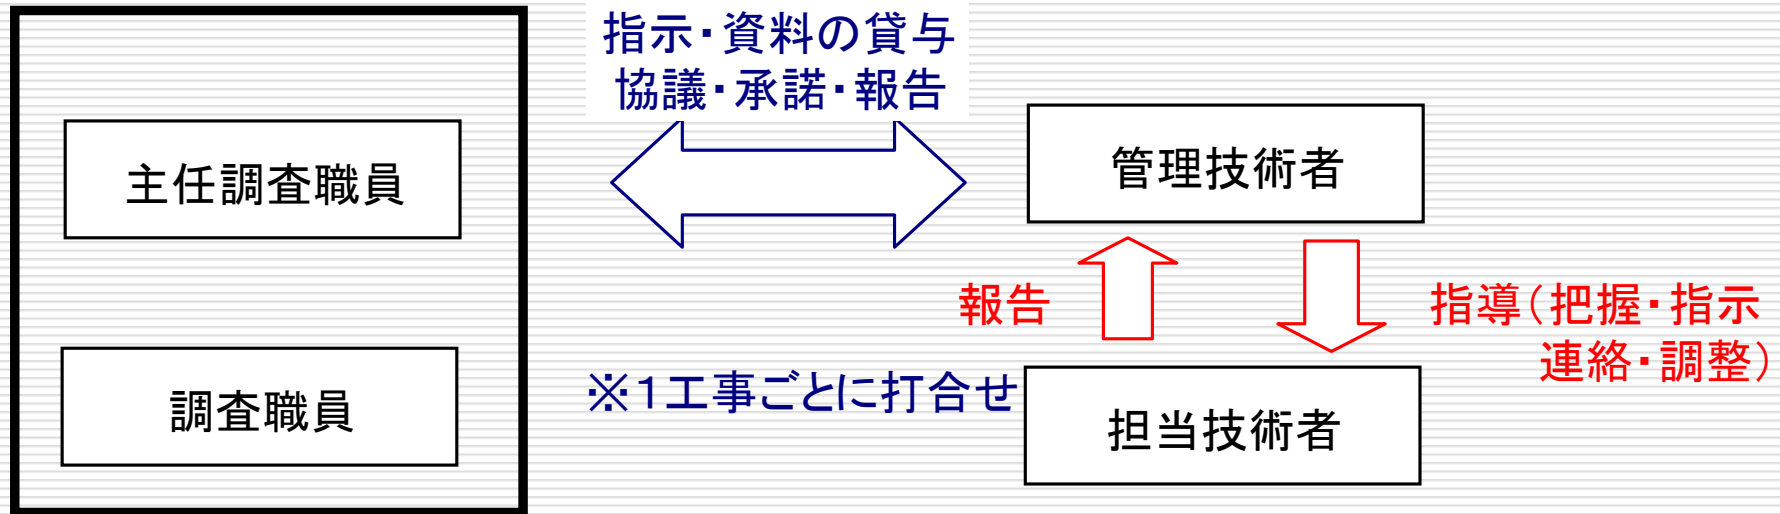 指示・資料の貸与
協議・承諾・報告
主任調査職員
管理技術者
報告
指導（把握・指示
連絡・調整）
調査職員
※１工事ごとに打合せ
担当技術者